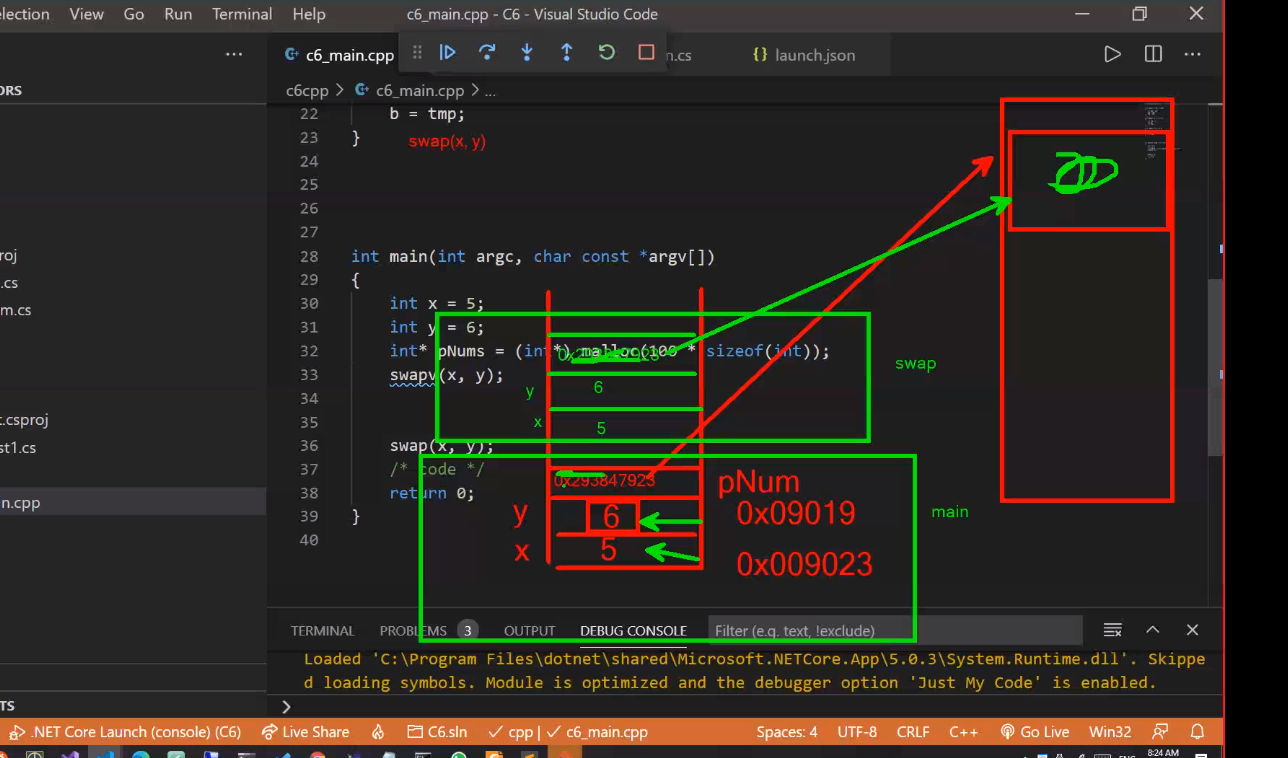 election View Go Run Terminal Help c6_main.cpp - C6 - Visual Studio Code
c6_main.cpp n.cs {} launch.json
ORS
c6cpp > c6_main.cpp > ...
22 b = tmp;
23 }
swap(x, y)
24
25
26
27
28 int main(int argc, char const *argv[])
roj
29 {
.cs
30 int x = 5;
m.cs
31 int y = 6;
32 int* pNums = (int*) malloc(100 * sizeof(int));
33 swapv(x, y);
swap
y 6
34
t.csproj
35
x 5
st1.cs
36 swap(x, y);
37 /* code */
0x293847923 pNum
38 return 0;
n.cpp
y 6 0x09019
main
39 }
40
x 5 0x009023
TERMINAL PROBLEMS 3 OUTPUT DEBUG CONSOLE Filter (e.g. text, !exclude)
Loaded 'C:\Program Files\dotnet\shared\Microsoft.NETCore.App\5.0.3\System.Runtime.dll'. Skippe
d loading symbols. Module is optimized and the debugger option 'Just My Code' is enabled.
TS
>
.NET Core Launch (console) (C6) Live Share C6.sln cpp | c6_main.cpp Spaces: 4 UTF-8 CRLF C++ Go Live Win32
8:24 AM